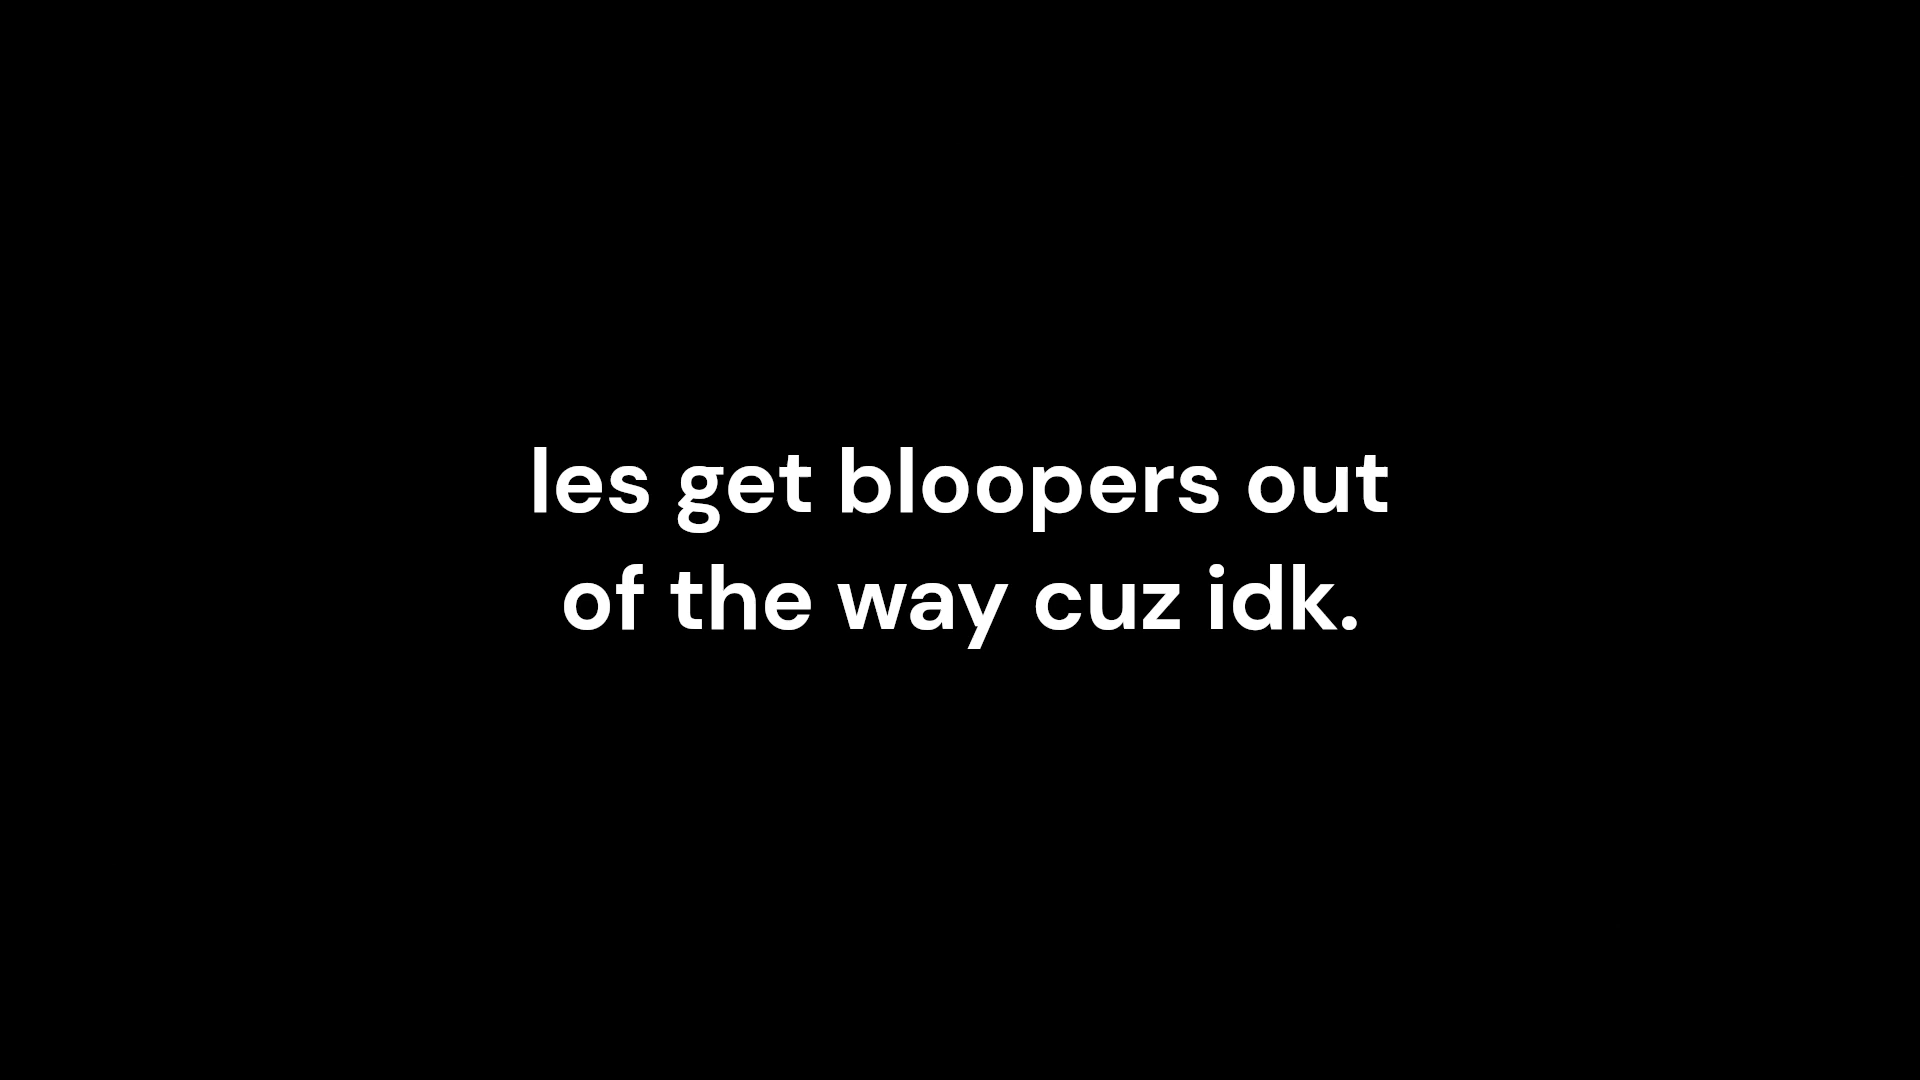 les get bloopers out
of the way cuz idk.